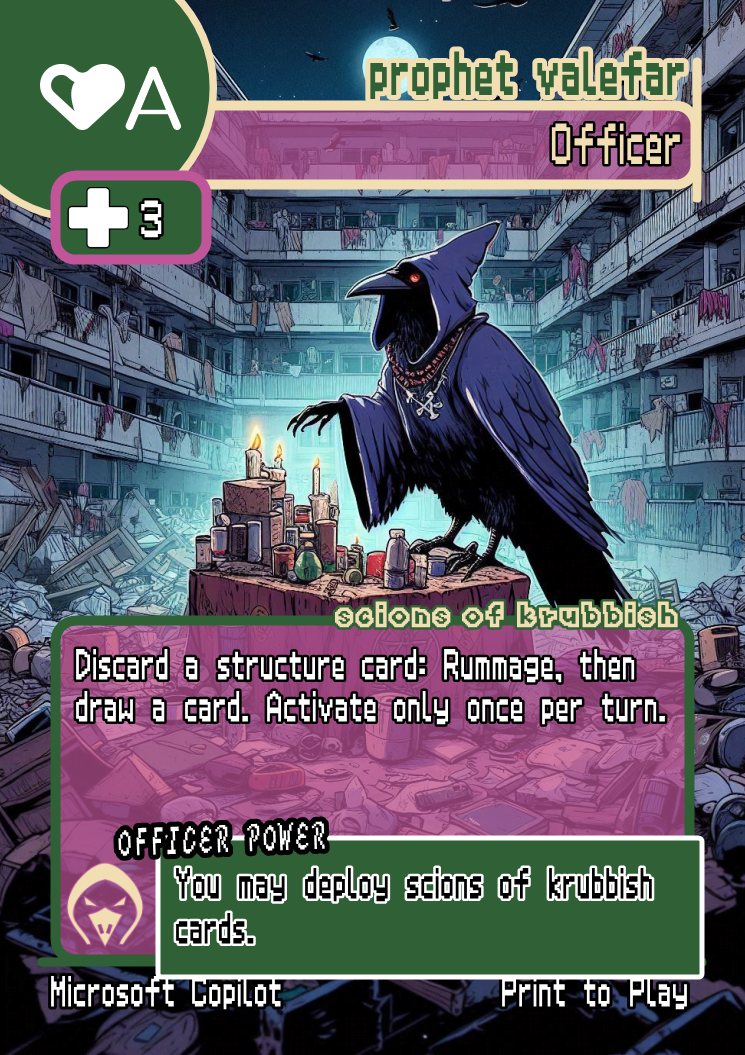 A
prophet valefar
Officer
3
scions of krubbish
Discard a structure card: Rummage, then
draw a card. Activate only once per turn.
OFFICER POWER
You may deploy scions of krubbish
cards.
Microsoft Copilot
Print to Play